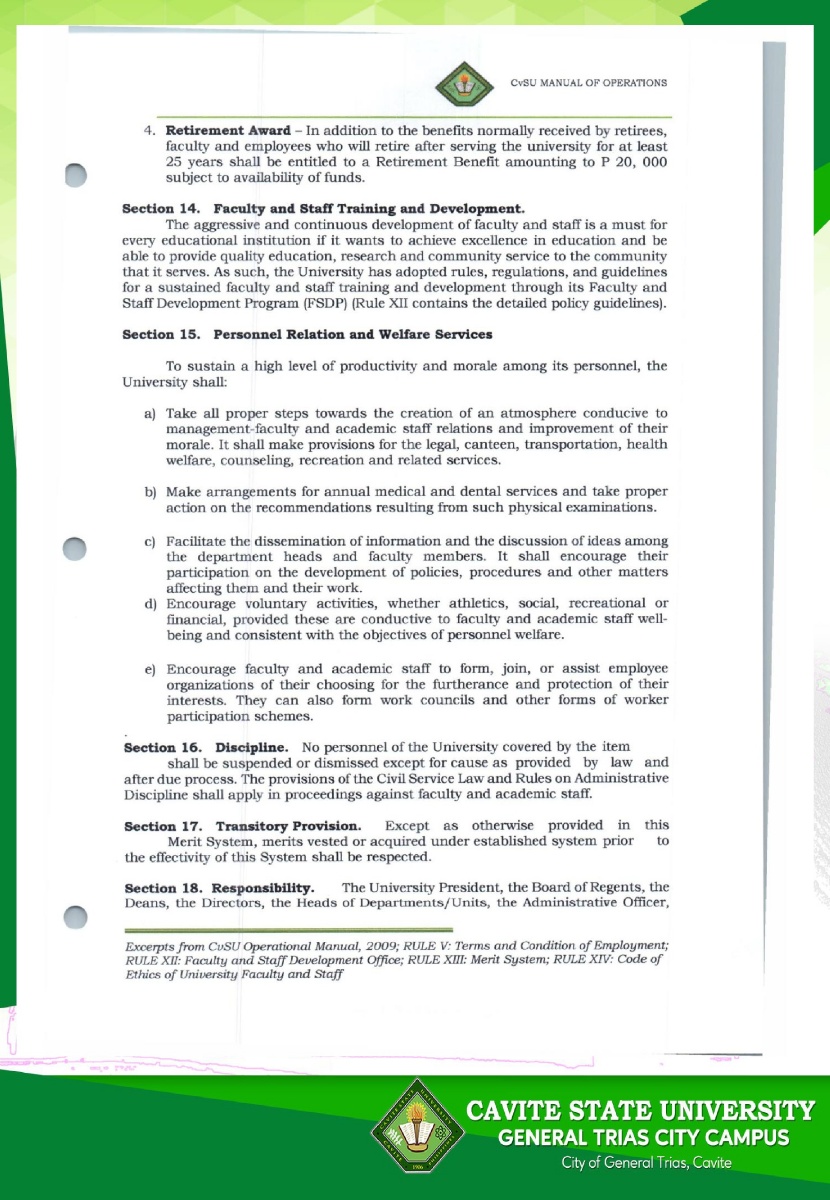 CvSU MANUAL OF OPERATIONS
4. Retirement Award – In addition to the benefits normally received by retirees,
faculty and employees who will retire after serving the university for at least
25 years shall be entitled to a Retirement Benefit amounting to P 20, 000
subject to availability of funds.
Section 14. Faculty and Staff Training and Development.
The aggressive and continuous development of faculty and staff is a must for
every educational institution if it wants to achieve excellence in education and be
able to provide quality education, research and community service to the community
that it serves. As such, the University has adopted rules, regulations, and guidelines
for a sustained faculty and staff training and development through its Faculty and
Staff Development Program (FSDP) (Rule XII contains the detailed policy guidelines).
Section 15. Personnel Relation and Welfare Services
To sustain a high level of productivity and morale among its personnel, the
University shall:
a) Take all proper steps towards the creation of an atmosphere conducive to
management-faculty and academic staff relations and improvement of their
morale. It shall make provisions for the legal, canteen, transportation, health
welfare, counseling, recreation and related services.
b) Make arrangements for annual medical and dental services and take proper
action on the recommendations resulting from such physical examinations.
c) Facilitate the dissemination of information and the discussion of ideas among
the department heads and faculty members. It shall encourage their
participation on the development of policies, procedures and other matters
affecting them and their work.
d) Encourage voluntary activities, whether athletics, social, recreational or
financial, provided these are conductive to faculty and academic staff well-
being and consistent with the objectives of personnel welfare.
e) Encourage faculty and academic staff to form, join, or assist employee
organizations of their choosing for the furtherance and protection of their
interests. They can also form work councils and other forms of worker
participation schemes.
Section 16. Discipline. No personnel of the University covered by the item
shall be suspended or dismissed except for cause as provided by law and
after due process. The provisions of the Civil Service Law and Rules on Administrative
Discipline shall apply in proceedings against faculty and academic staff.
Section 17. Transitory Provision. Except as otherwise provided in this
Merit System, merits vested or acquired under established system prior to
the effectivity of this System shall be respected.
Section 18. Responsibility. The University President, the Board of Regents, the
Deans, the Directors, the Heads of Departments/Units, the Administrative Officer,
Excerpts from CvSU Operational Manual, 2009; RULE V: Terms and Condition of Employment;
RULE XII: Faculty and Staff Development Office; RULE XIII: Merit System; RULE XIV: Code of
Ethics of University Faculty and Staff
CAVITE STATE UNIVERSITY
GENERAL TRIAS CITY CAMPUS
City of General Trias, Cavite
1906